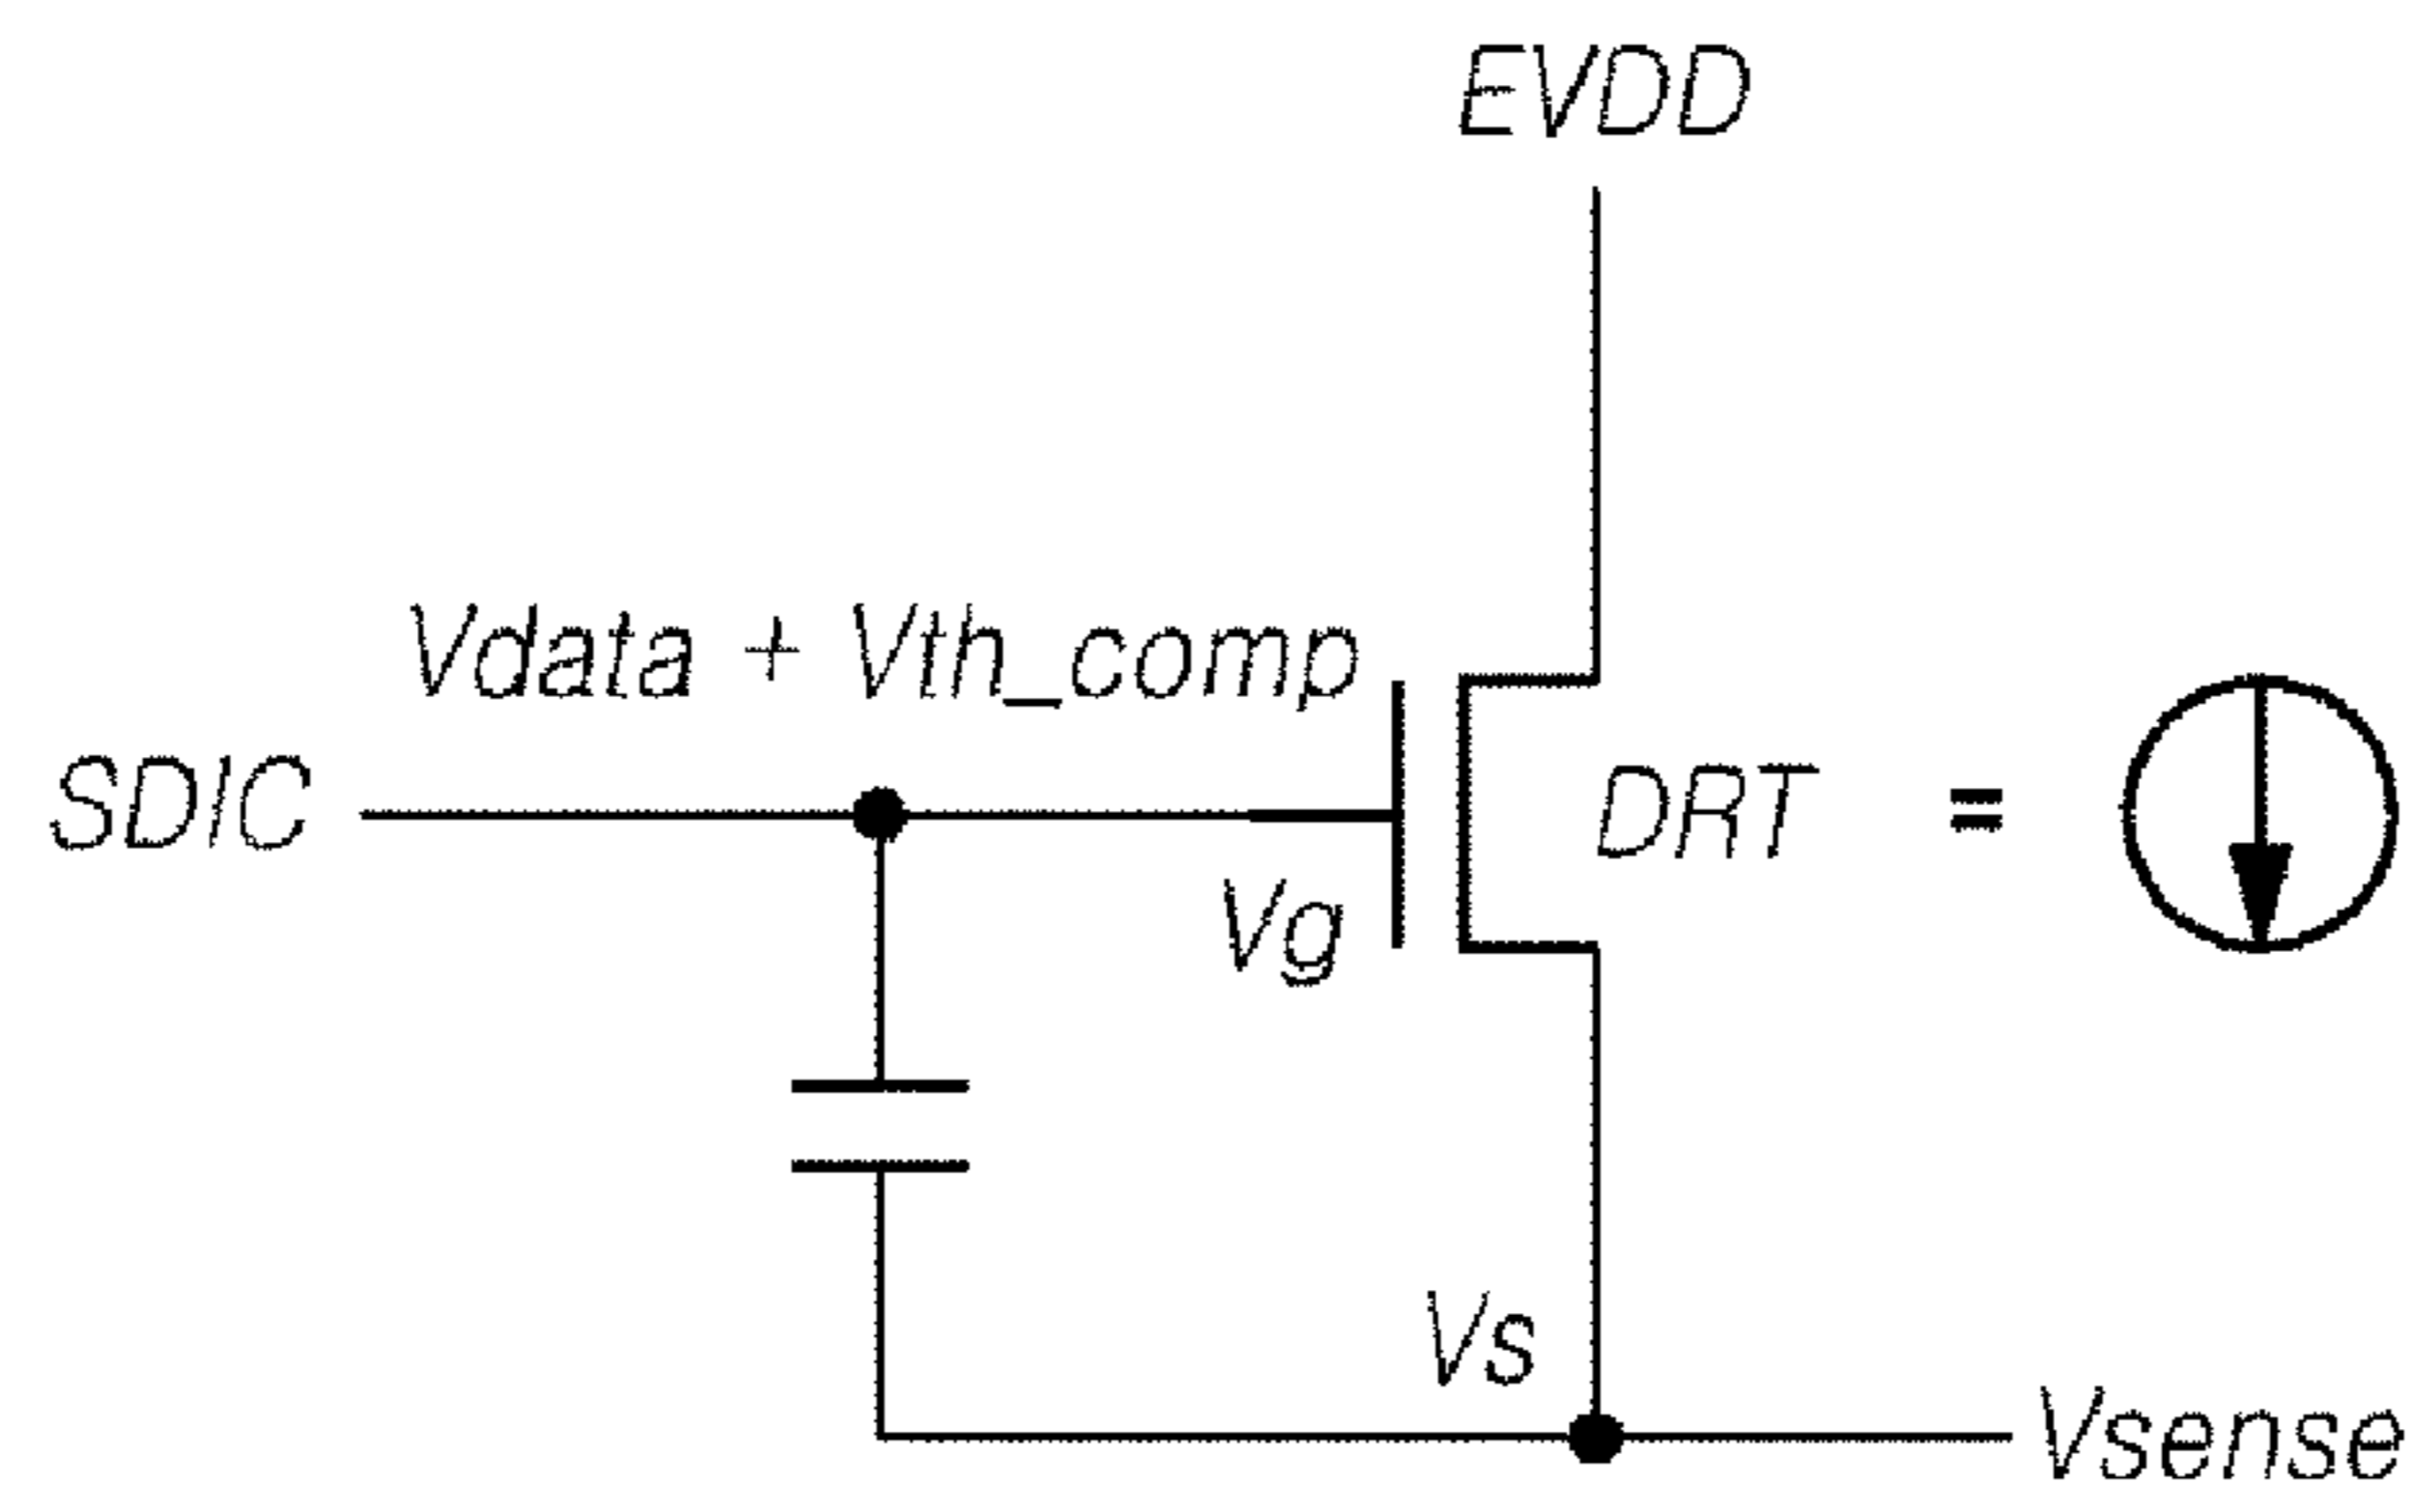 EVDD
Vdata + Vth_comp
SDIC
DRT =
Vg
Vs
Vsense